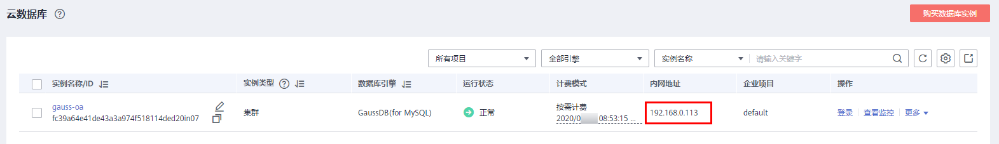 云数据库 ?
购买数据库实例
所有项目 全部引擎 实例名称 请输入关键字
实例名称/ID 实例类型 ? 数据库引擎 运行状态 计费模式 内网地址 企业项目 操作
gauss-oa
fc39a64e41de43a3a974f518114ded20in07
集群
GaussDB(for MySQL)
正常
按需计费
2020/0 08:53:15 ...
192.168.0.113
default
登录 查看监控 更多